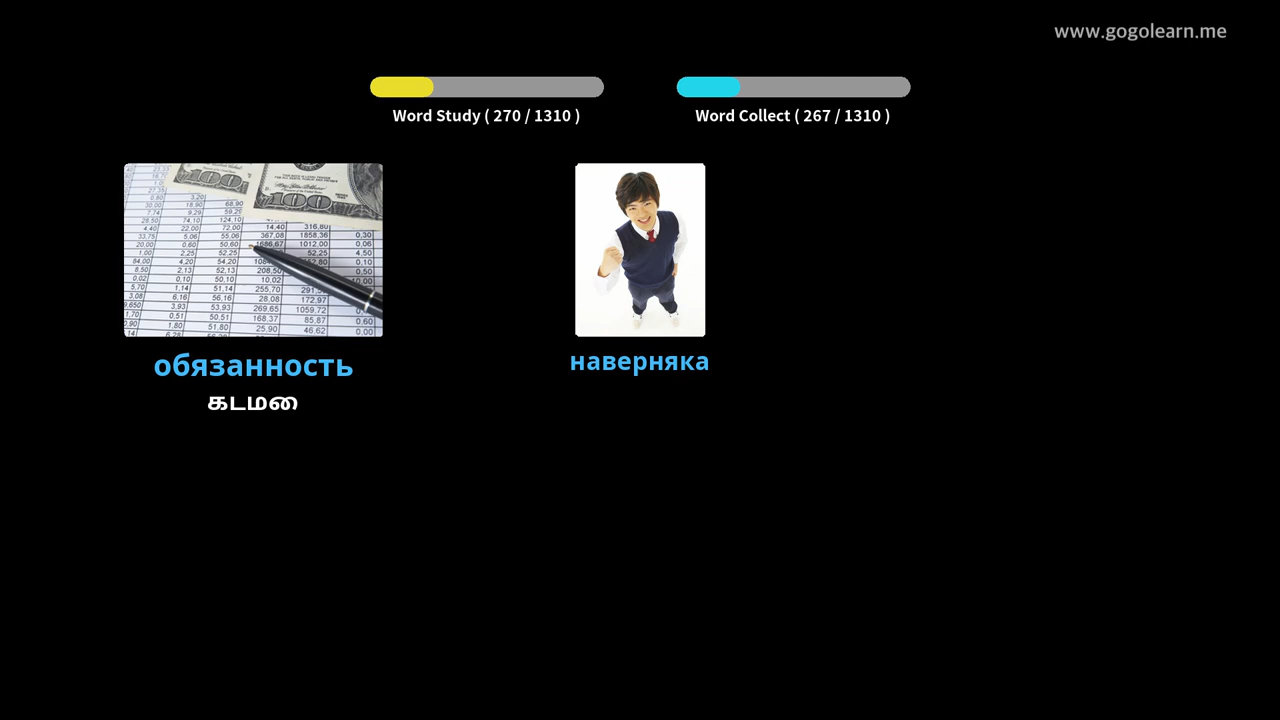 www.gogolearn.me
Word Study ( 270 / 1310 )
Word Collect ( 267 / 1310 )
обязанность
наверняка
கடமை